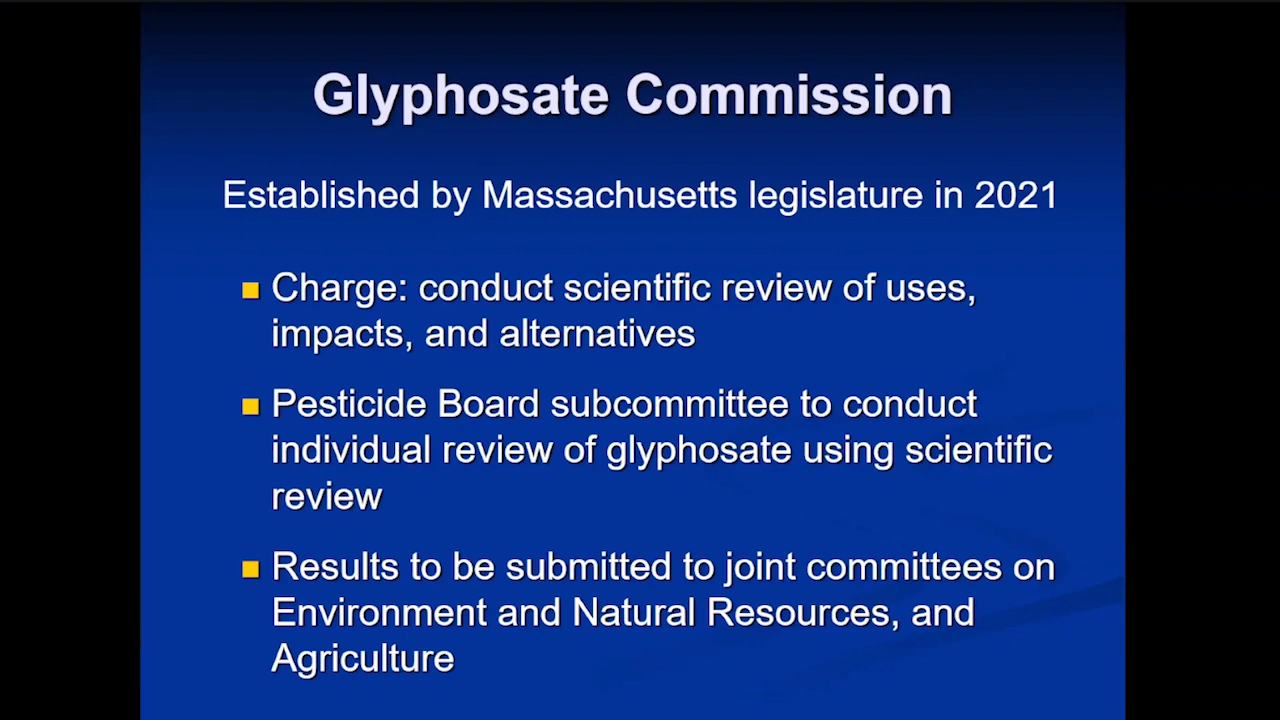 Glyphosate Commission
Established by Massachusetts legislature in 2021
Charge: conduct scientific review of uses,
impacts, and alternatives
Pesticide Board subcommittee to conduct
individual review of glyphosate using scientific
review
Results to be submitted to joint committees on
Environment and Natural Resources, and
Agriculture